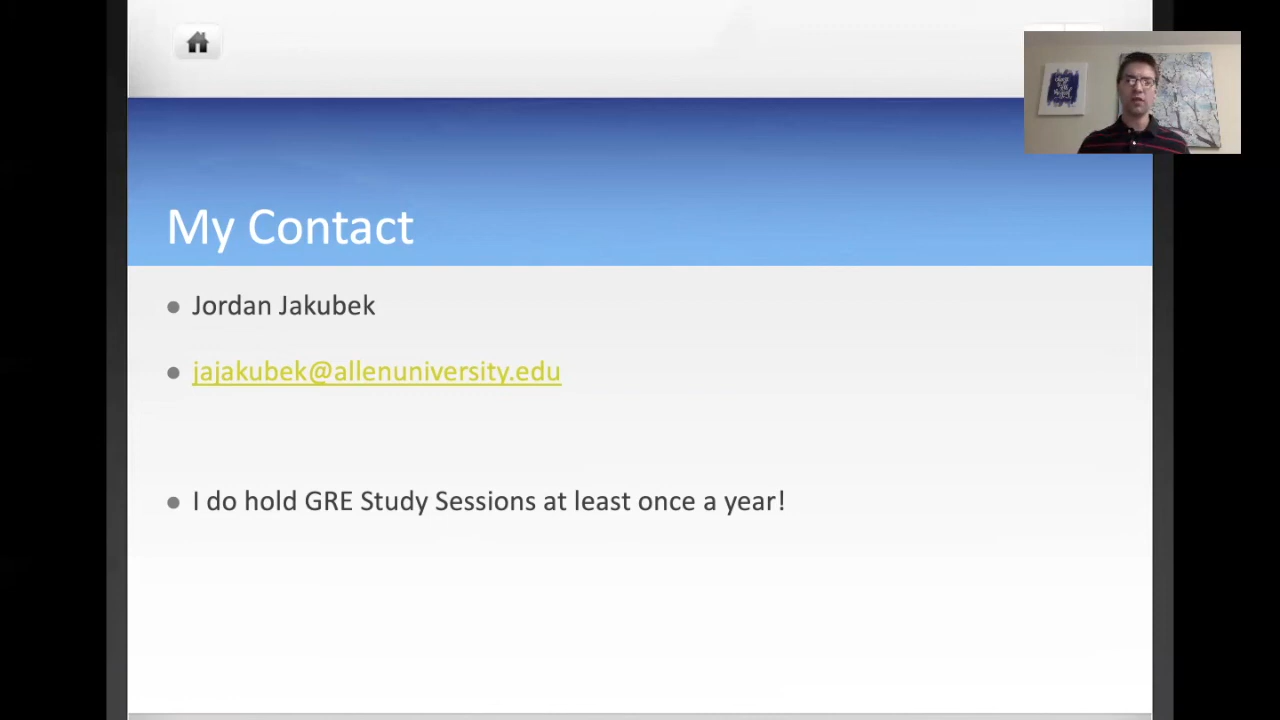 My Contact
Jordan Jakubek
jajakubek@allenuniversity.edu
I do hold GRE Study Sessions at least once a year!